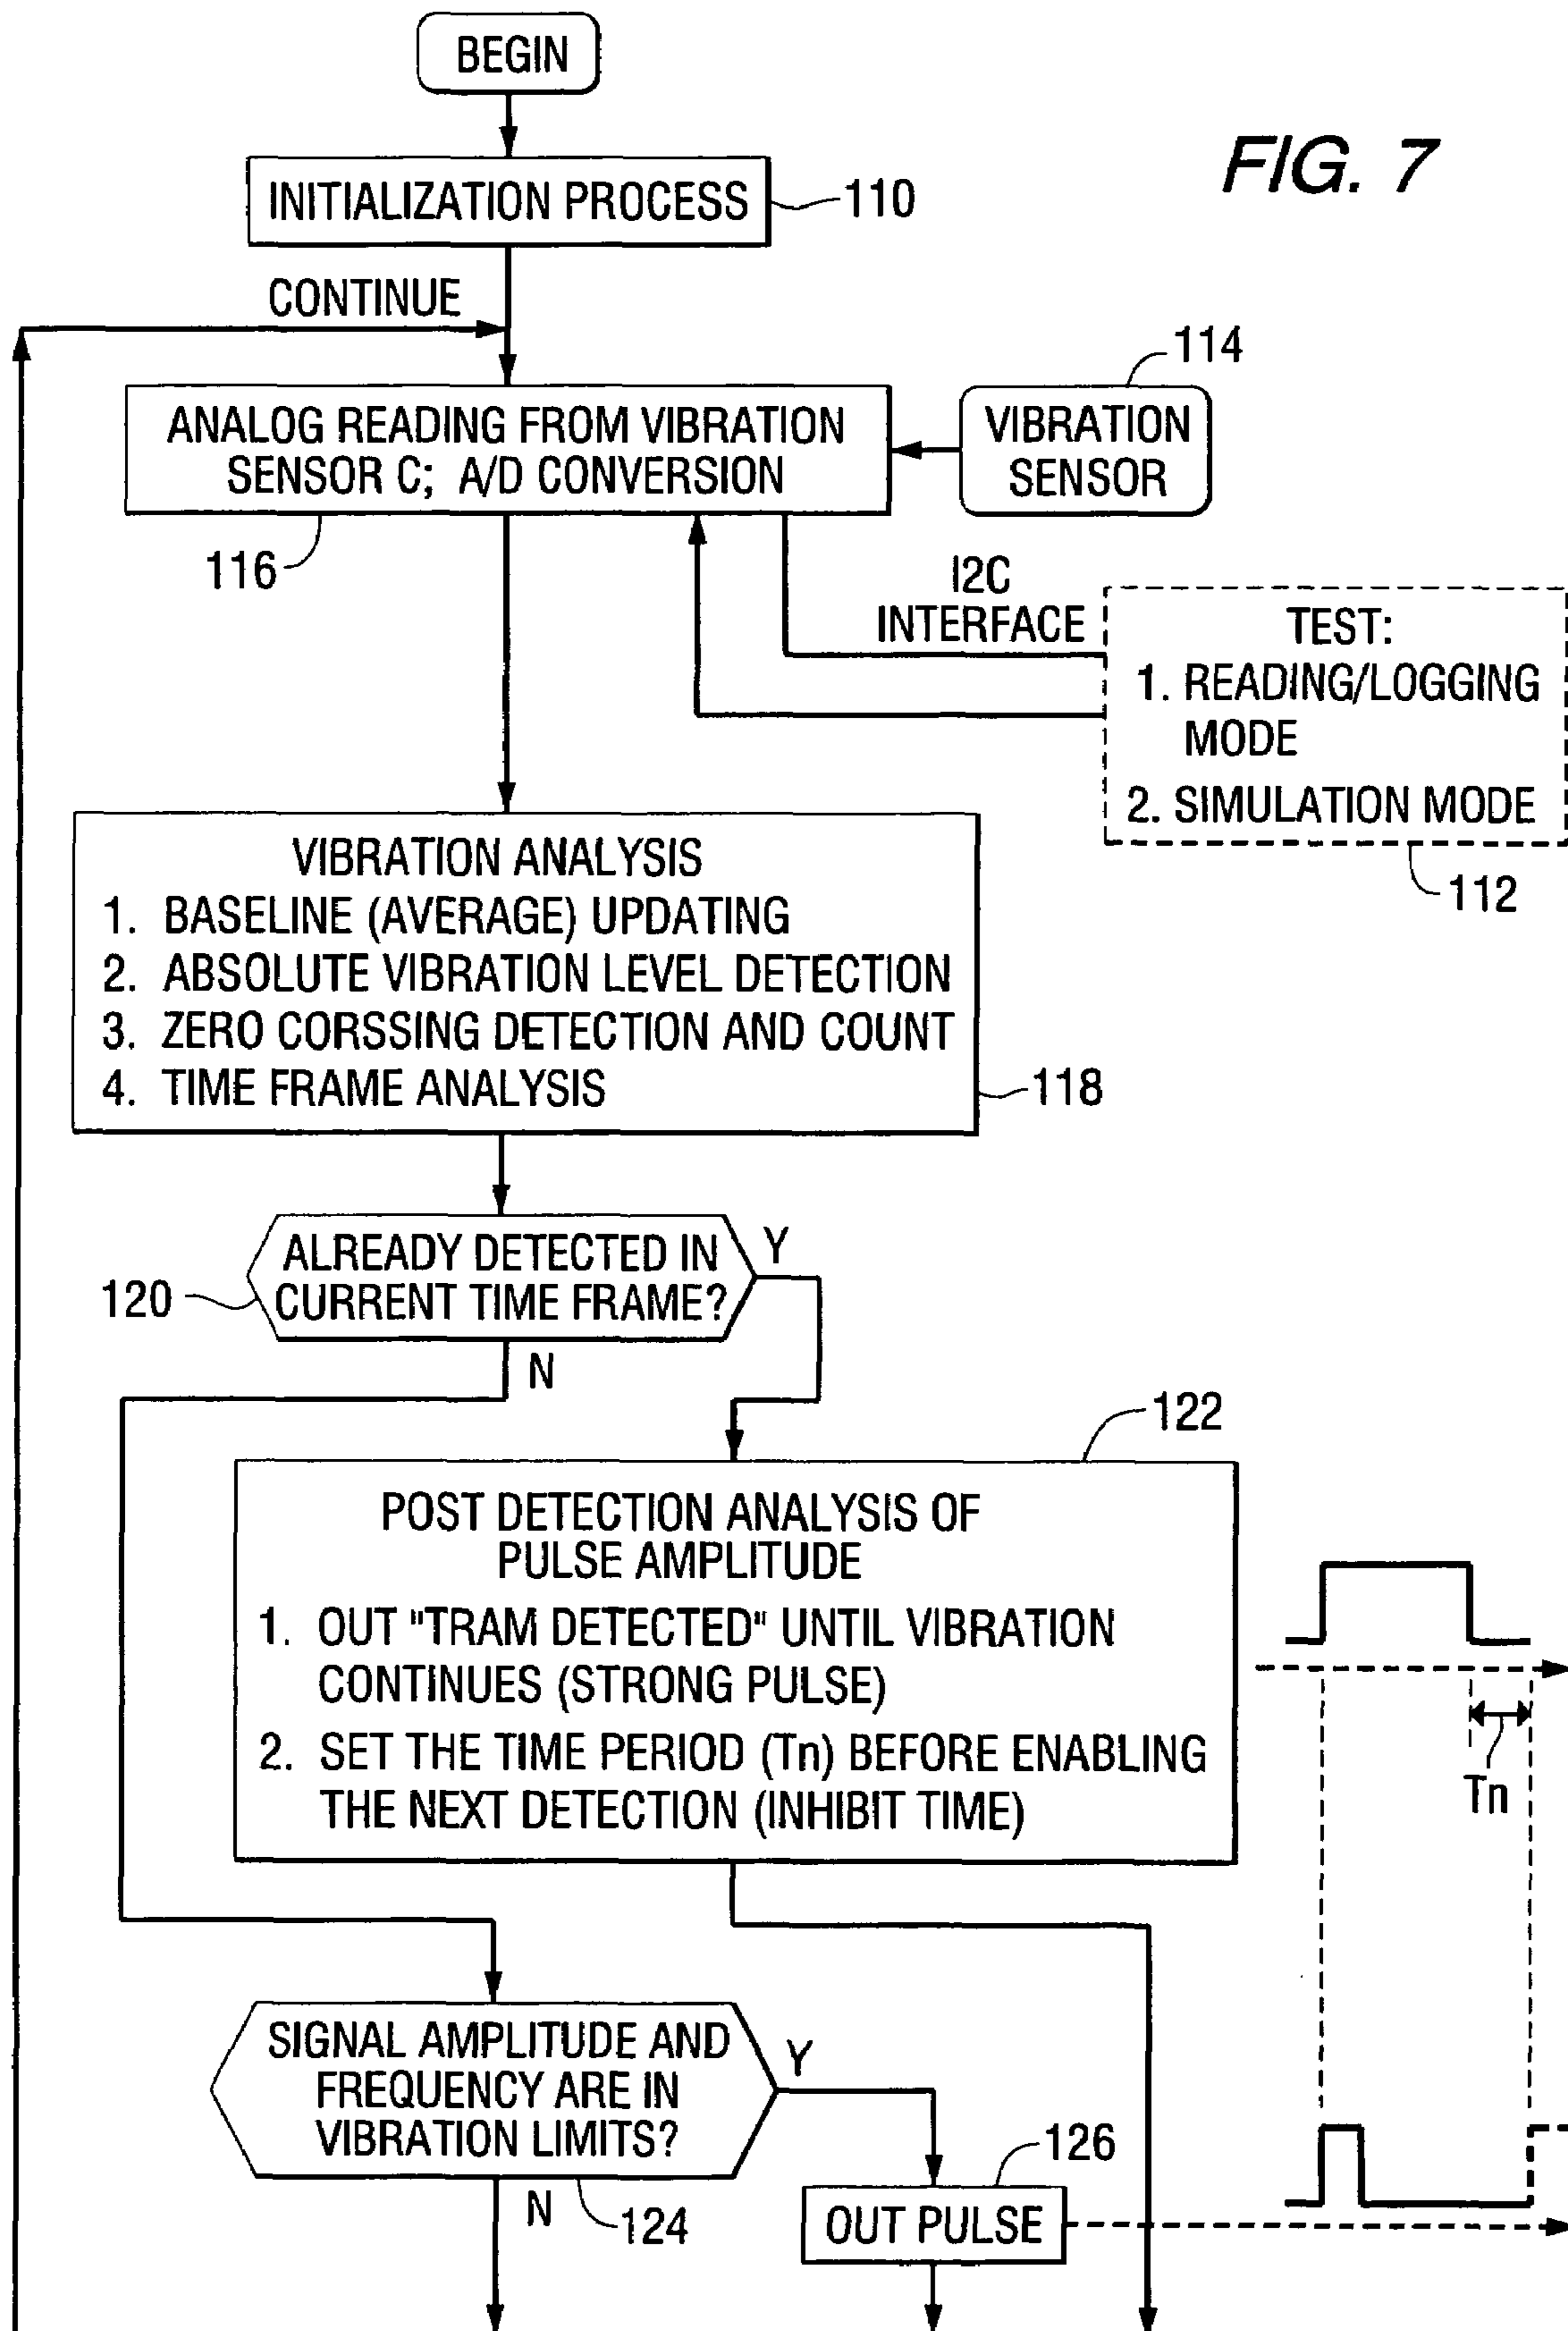 BEGIN
FIG. 7
INITIALIZATION PROCESS
110
CONTINUE
114
ANALOG READING FROM VIBRATION
SENSOR C; A/D CONVERSION
VIBRATION
SENSOR
116
I2C
INTERFACE
TEST:
1. READING/LOGGING
MODE
2. SIMULATION MODE
112
VIBRATION ANALYSIS
1. BASELINE (AVERAGE) UPDATING
2. ABSOLUTE VIBRATION LEVEL DETECTION
3. ZERO CORSSING DETECTION AND COUNT
4. TIME FRAME ANALYSIS
118
ALREADY DETECTED IN
CURRENT TIME FRAME?
Y
120
N
122
POST DETECTION ANALYSIS OF
PULSE AMPLITUDE
1. OUT "TRAM DETECTED" UNTIL VIBRATION
CONTINUES (STRONG PULSE)
2. SET THE TIME PERIOD (Tn) BEFORE ENABLING
THE NEXT DETECTION (INHIBIT TIME)
Tn
SIGNAL AMPLITUDE AND
FREQUENCY ARE IN
VIBRATION LIMITS?
Y
126
N
124
OUT PULSE